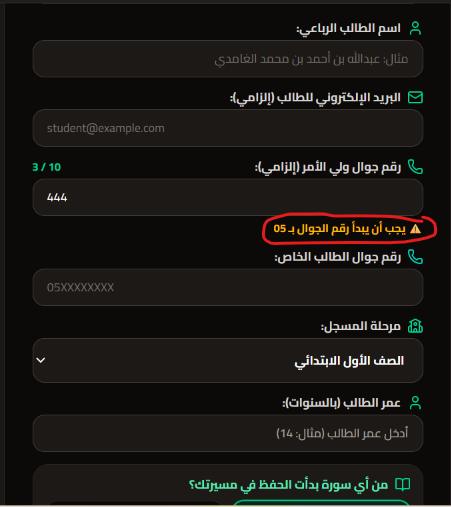 اسم الطالب الرباعي:
مثال: عبدالله بن أحمد بن محمد الغامدي
البريد الإلكتروني للطالب (إلزامي):
student@example.com
رقم جوال ولي الأمر (إلزامي):
3 / 10
444
يجب أن يبدأ رقم الجوال بـ 05
رقم جوال الطالب الخاص:
05XXXXXXXX
مرحلة المسجل:
الصف الأول الابتدائي
عمر الطالب (بالسنوات):
أدخل عمر الطالب (مثال: 14)
من أي سورة بدأت الحفظ في مسيرتك؟